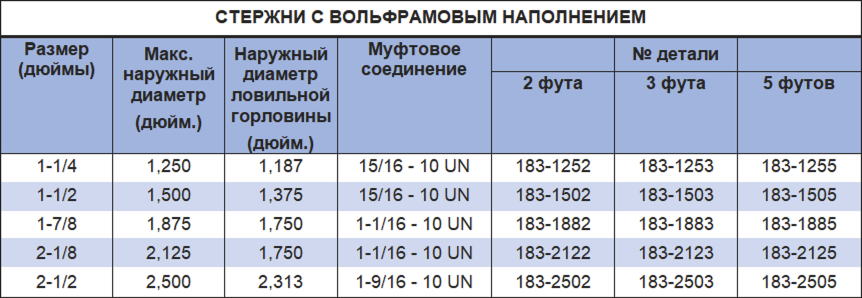 СТЕРЖНИ С ВОЛЬФРАМОВЫМ НАПОЛНЕНИЕМ
Размер (дюймы) Макс. наружный диаметр (дюйм.) Наружный диаметр ловильной горловины (дюйм.) Муфтовое соединение № детали
2 фута 3 фута 5 футов
1-1/4 1,250 1,187 15/16 - 10 UN 183-1252 183-1253 183-1255
1-1/2 1,500 1,375 15/16 - 10 UN 183-1502 183-1503 183-1505
1-7/8 1,875 1,750 1-1/16 - 10 UN 183-1882 183-1883 183-1885
2-1/8 2,125 1,750 1-1/16 - 10 UN 183-2122 183-2123 183-2125
2-1/2 2,500 2,313 1-9/16 - 10 UN 183-2502 183-2503 183-2505